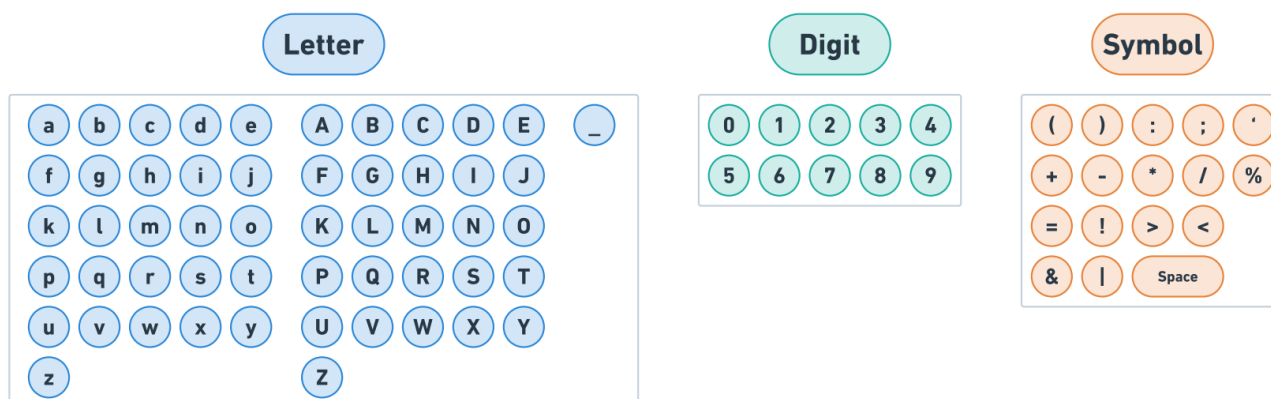 Letter Digit Symbol
a b c d e A B C D E _ 0 1 2 3 4 ( ) : ; ‘
f g h i j F G H I J 5 6 7 8 9 + - * / %
k l m n o K L M N O = ! > <
p q r s t P Q R S T & | Space
u v w x y U V W X Y
z Z